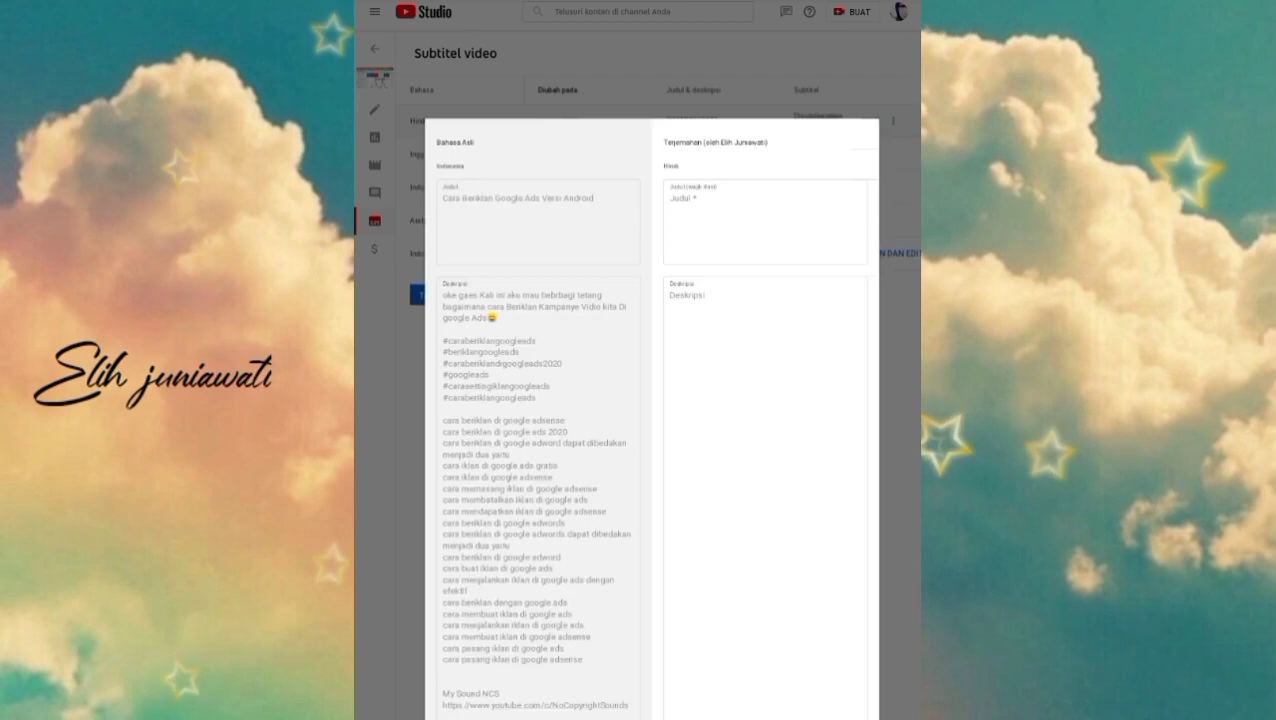 Studio
Telusuri konten di channel Anda
BUAT
Subtitel video
Bahasa
Diubah pada
Judul & deskripsi
Subtitel
Bahasa Asli
Terjemahan (oleh Elih Juniawati)
Indonesia
Hindi
Judul
Cara Beriklan Google Ads Versi Android
Judul (wajib diisi)
Judul *
N DAN EDIT
Deskripsi
oke gaes Kali ini aku mau bebrbagi tetang
bagaimana cara Beriklan Kampanye Vidio kita Di
google Ads😄
#caraberiklangoogleads
#beriklangoogleads
#caraberiklandigoogleads2020
#googleads
#carasettingiklangoogleads
#caraberiklangoogleads
cara beriklan di google adsense
cara beriklan di google ads 2020
cara beriklan di google adword dapat dibedakan
menjadi dua yaitu
cara iklan di google ads gratis
cara iklan di google adsense
cara memasang iklan di google adsense
cara membatalkan iklan di google ads
cara mendapatkan iklan di google adsense
cara beriklan di google adwords
cara beriklan di google adwords dapat dibedakan
menjadi dua yaitu
cara beriklan di google adword
cara buat iklan di google ads
cara menjalankan iklan di google ads dengan
efektif
cara beriklan dengan google ads
cara membuat iklan di google ads
cara menjalankan iklan di google ads
cara membuat iklan di google adsense
cara pasang iklan di google ads
cara pasang iklan di google adsense
My Sound NCS
https://www.youtube.com/c/NoCopyrightSounds
Deskripsi
Deskripsi
Elih juniawati